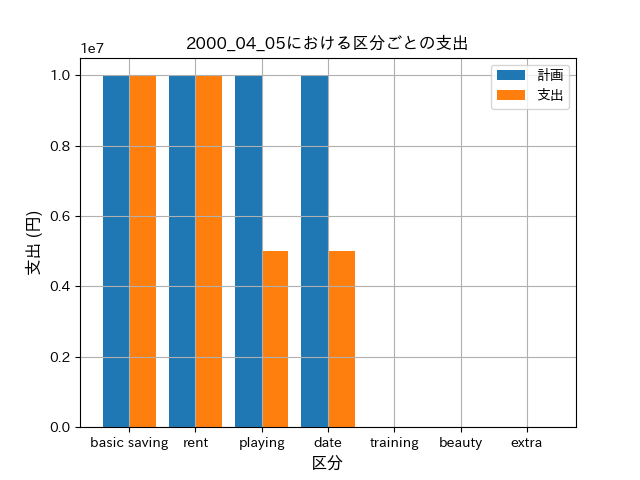 2000_04_05における区分ごとの支出
1e7
計画
支出
1.0
0.8
0.6
0.4
0.2
0.0
支出 (円)
basic saving rent playing date training beauty extra
区分